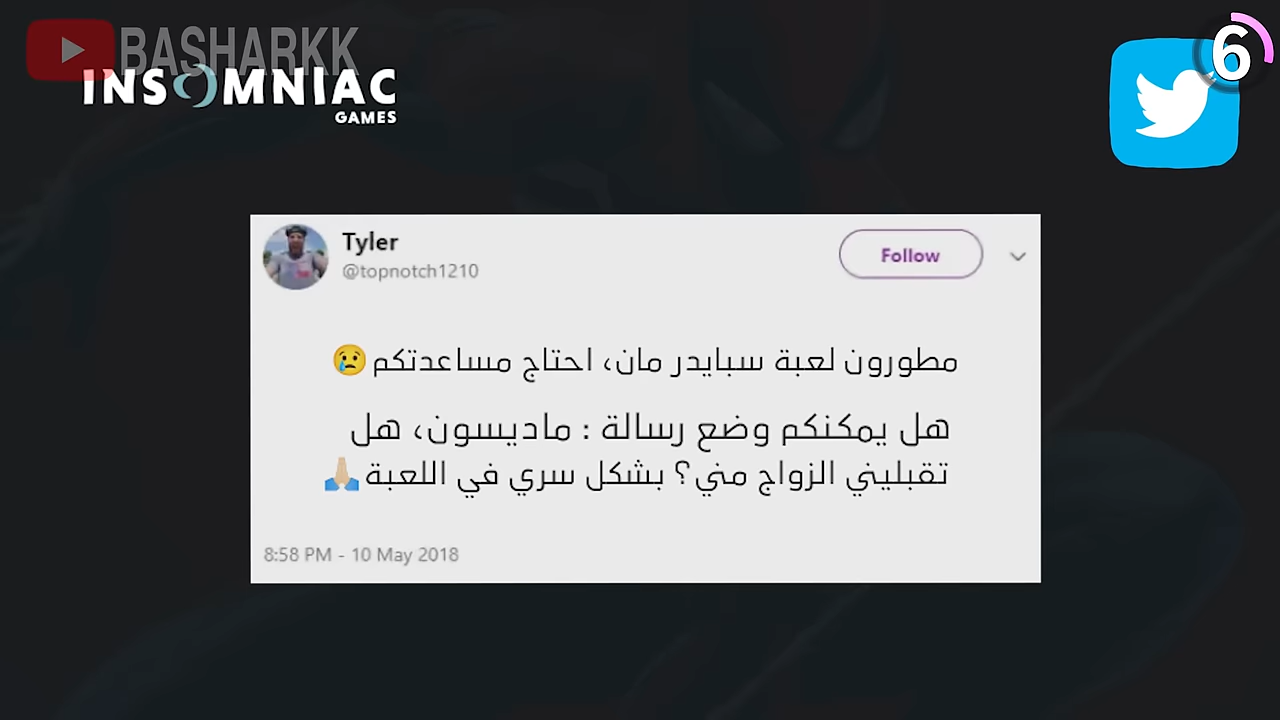 BASHARKK
INSOMNIAC
GAMES
6
Tyler
@topnotch1210
Follow
مطورون لعبة سبايدر مان، احتاج مساعدتكم😢
هل يمكنكم وضع رسالة : ماديسون، هل
تقبليني الزواج مني؟ بشكل سري في اللعبة🙏🏼
8:58 PM - 10 May 2018